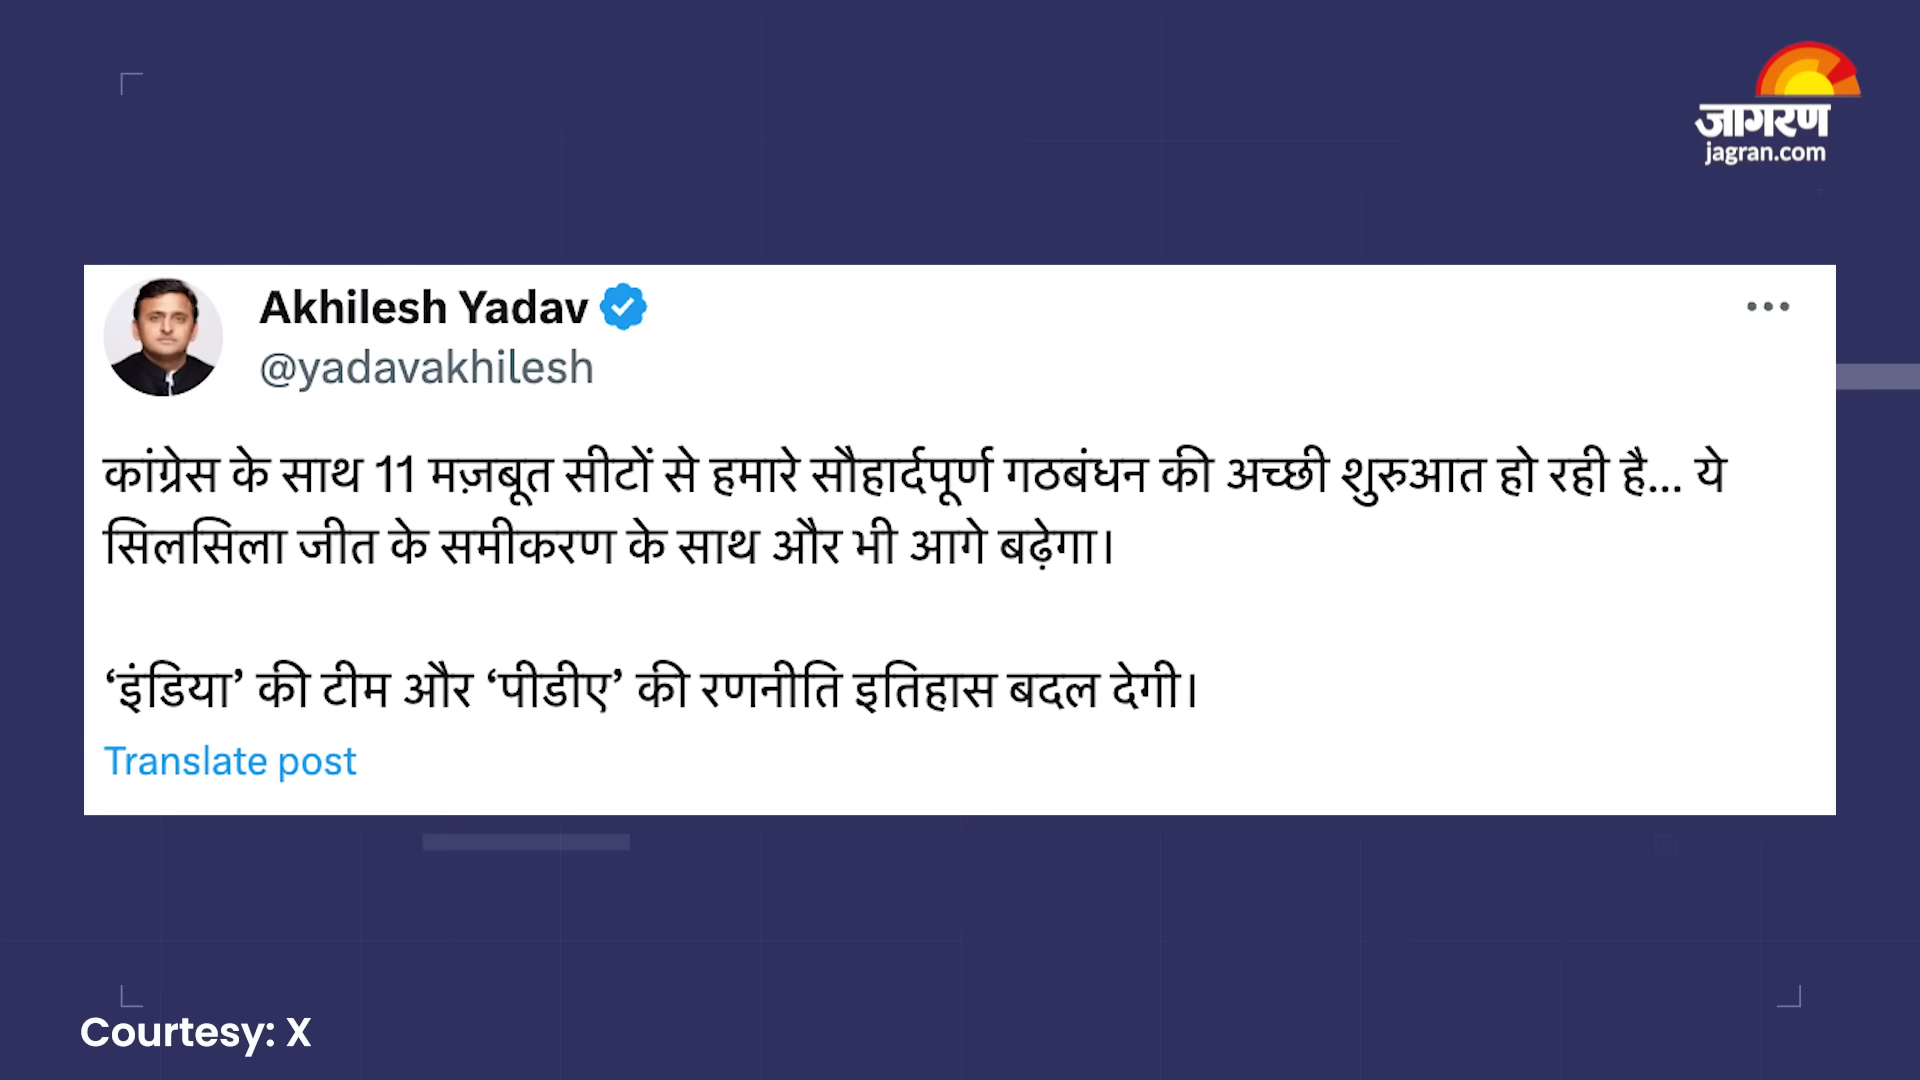 जागरण
jagran.com
Akhilesh Yadav
@yadavakhilesh
कांग्रेस के साथ 11 मज़बूत सीटों से हमारे सौहार्दपूर्ण गठबंधन की अच्छी शुरुआत हो रही है... ये
सिलसिला जीत के समीकरण के साथ और भी आगे बढ़ेगा।
‘इंडिया’ की टीम और ‘पीडीए’ की रणनीति इतिहास बदल देगी।
Translate post
Courtesy: X